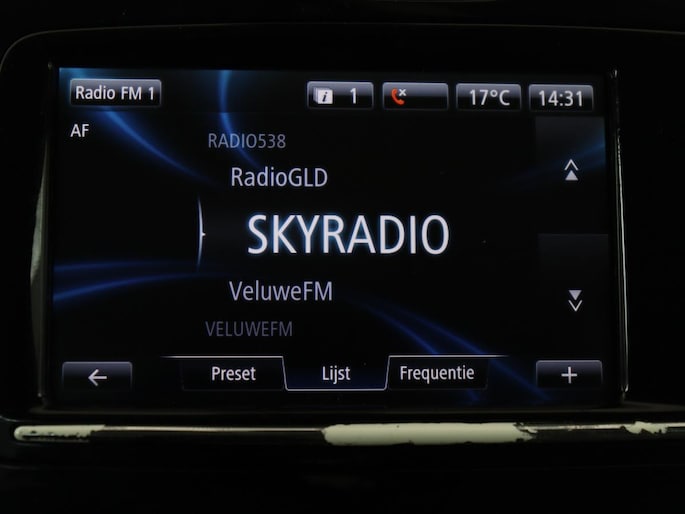 Radio FM 1
1
17°C
14:31
AF
RADIO538
RadioGLD
SKYRADIO
VeluweFM
VELUWEFM
Preset
Lijst
Frequentie